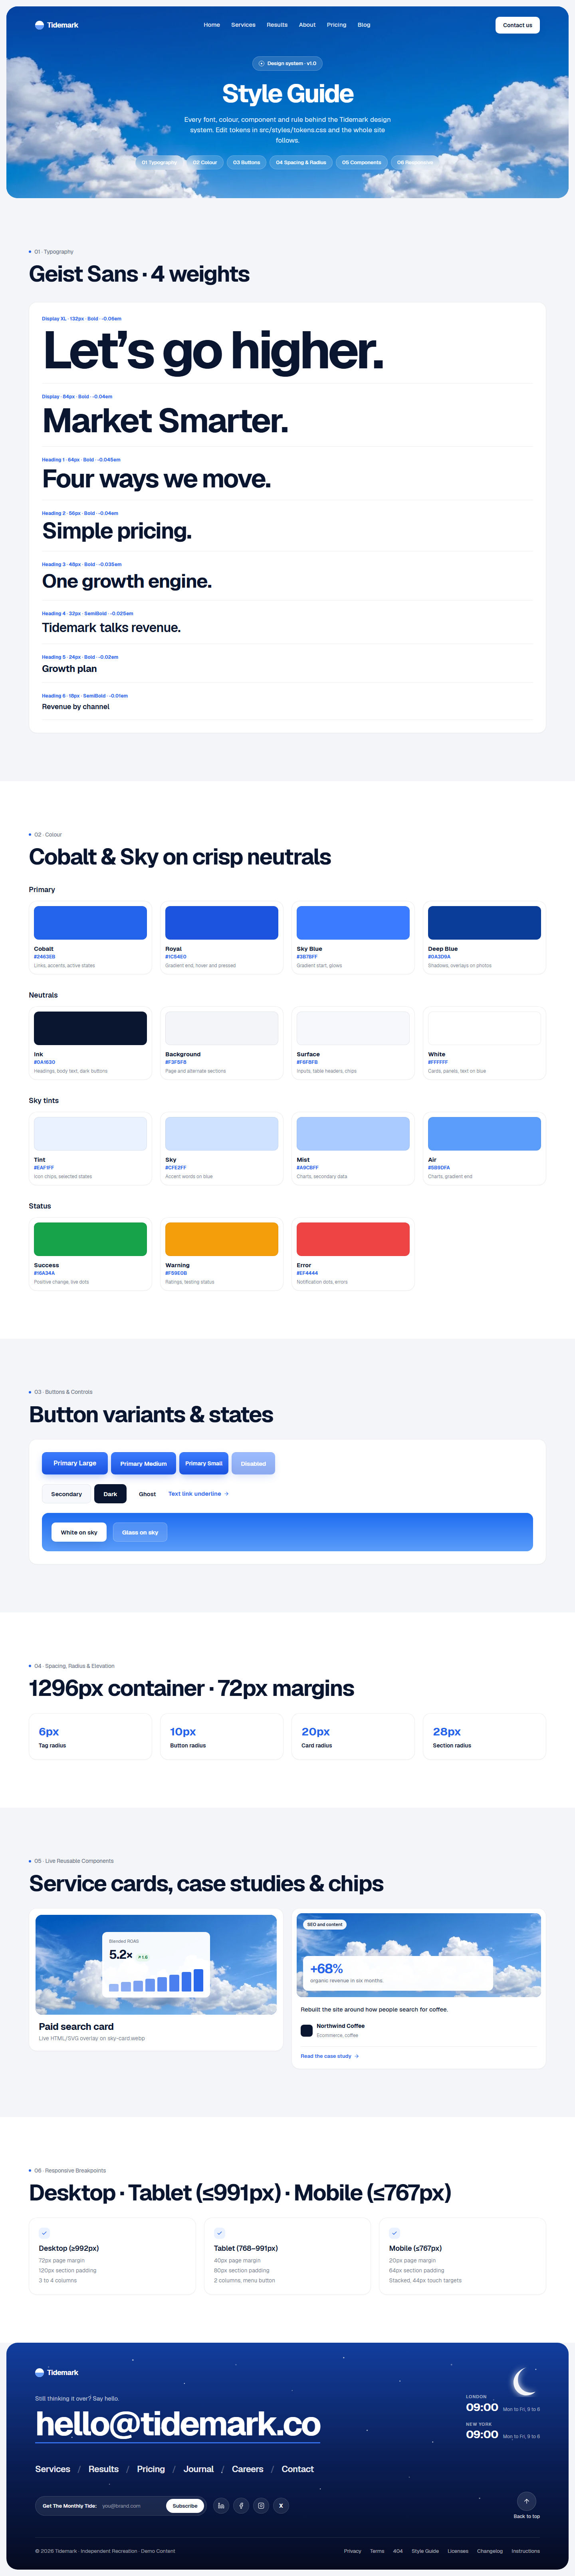 Tidemark
Home Services Results About Pricing Blog
Contact us
Design system · v1.0
Style Guide
Every font, colour, component and rule behind the Tidemark design
system. Edit tokens in src/styles/tokens.css and the whole site
follows.
01 Typography 02 Colour 03 Buttons 04 Spacing & Radius 05 Components 06 Responsive
01 · Typography
Geist Sans · 4 weights
Display XL · 132px · Bold · -0.06em
Let's go higher.
Display · 84px · Bold · -0.04em
Market Smarter.
Heading 1 · 64px · Bold · -0.045em
Four ways we move.
Heading 2 · 56px · Bold · -0.04em
Simple pricing.
Heading 3 · 48px · Bold · -0.035em
One growth engine.
Heading 4 · 32px · SemiBold · -0.025em
Tidemark talks revenue.
Heading 5 · 24px · Bold · -0.02em
Growth plan
Heading 6 · 18px · SemiBold · -0.01em
Revenue by channel
02 · Colour
Cobalt & Sky on crisp neutrals
Primary
Cobalt
#2463EB
Links, accents, active states
Royal
#1C54E0
Gradient end, hover and pressed
Sky Blue
#3B7BFF
Gradient start, glows
Deep Blue
#0A3D9A
Shadows, overlays on photos
Neutrals
Ink
#0A1630
Headings, body text, dark buttons
Background
#F3F5F8
Page and alternate sections
Surface
#F6F8FB
Inputs, table headers, chips
White
#FFFFFF
Cards, panels, text on blue
Sky tints
Tint
#EAF1FF
Icon chips, selected states
Sky
#CFE2FF
Accent words on blue
Mist
#A9CBFF
Charts, secondary data
Air
#5B9DFA
Charts, gradient end
Status
Success
#16A34A
Positive change, live dots
Warning
#F59E0B
Ratings, testing status
Error
#EF4444
Notification dots, errors
03 · Buttons & Controls
Button variants & states
Primary Large Primary Medium Primary Small Disabled
Secondary Dark Ghost Text link underline →
White on sky Glass on sky
04 · Spacing, Radius & Elevation
1296px container · 72px margins
6px
Tag radius
10px
Button radius
20px
Card radius
28px
Section radius
05 · Live Reusable Components
Service cards, case studies & chips
Blended ROAS
5.2×
Paid search card
Live HTML/SVG overlay on sky-card.webp
SEO and content
+68%
organic revenue in six months.
Rebuilt the site around how people search for coffee.
Northwind Coffee
Ecommerce, coffee
Read the case study →
06 · Responsive Breakpoints
Desktop · Tablet (≤991px) · Mobile (≤767px)
Desktop (≥992px)
72px page margin
120px section padding
3 to 4 columns
Tablet (768–991px)
40px page margin
80px section padding
2 columns, menu button
Mobile (≤767px)
20px page margin
64px section padding
Stacked, 44px touch targets
Tidemark
Still thinking it over? Say hello.
hello@tidemark.co
LONDON
09:00 Mon to Fri, 9 to 6
NEW YORK
09:00 Mon to Fri, 9 to 6
Services / Results / Pricing / Journal / Careers / Contact
Get The Monthly Tide: you@brand.com Subscribe
Back to top
© 2026 Tidemark · Independent Recreation · Demo Content
Privacy Terms 404 Style Guide Licenses Changelog Instructions